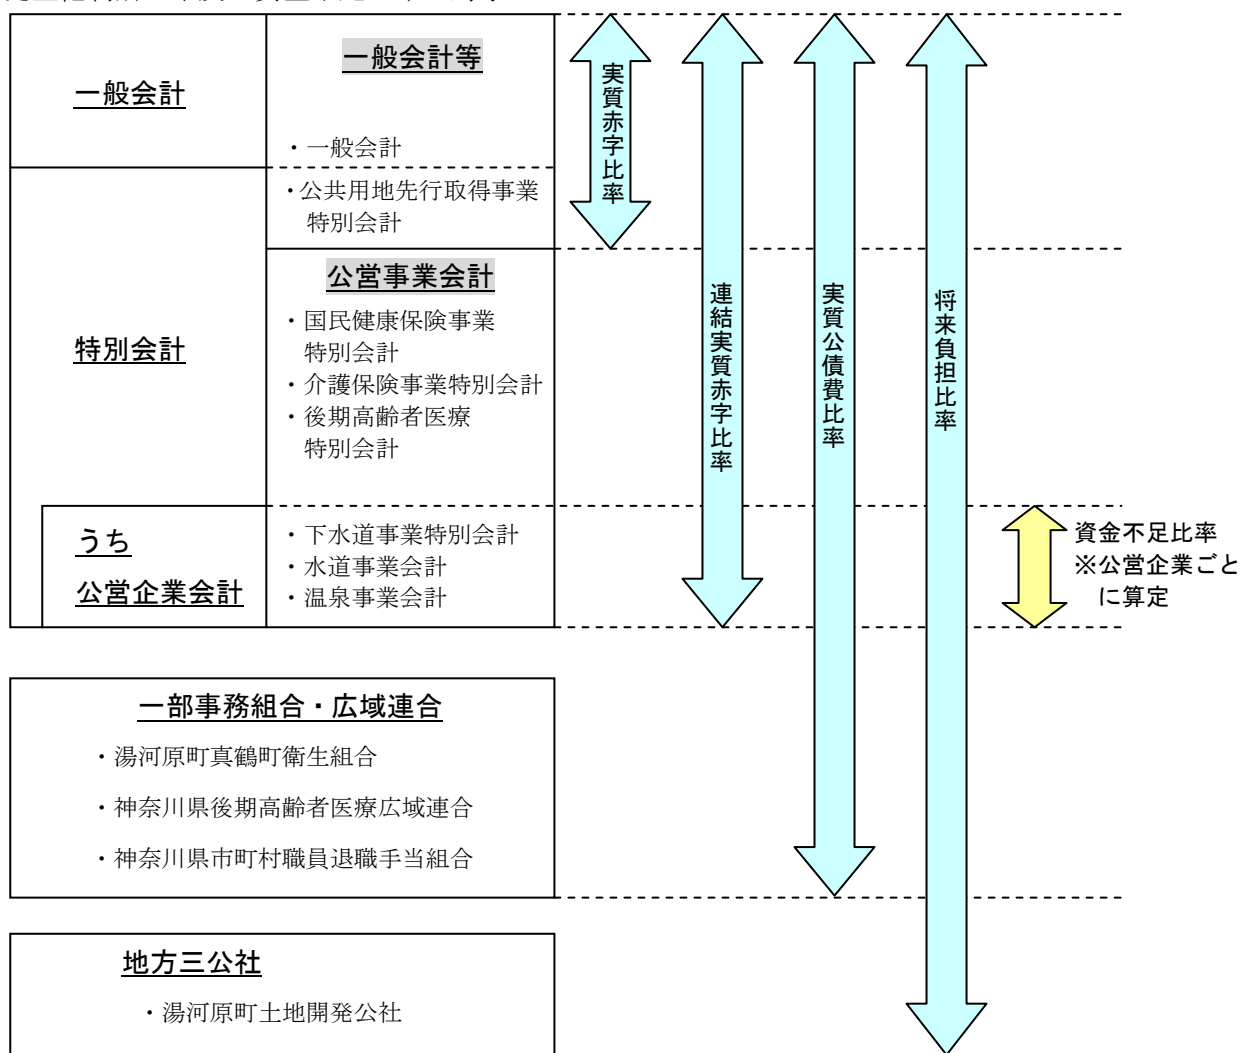 一般会計
一般会計等
・一般会計
・公共用地先行取得事業
特別会計
特別会計
公営事業会計
・国民健康保険事業
特別会計
・介護保険事業特別会計
・後期高齢者医療
特別会計
うち
公営企業会計
・下水道事業特別会計
・水道事業会計
・温泉事業会計
実質赤字比率
連結実質赤字比率
実質公債費比率
将来負担比率
資金不足比率
※公営企業ごと
に算定
一部事務組合・広域連合
・湯河原町真鶴町衛生組合
・神奈川県後期高齢者医療広域連合
・神奈川県市町村職員退職手当組合
地方三公社
・湯河原町土地開発公社